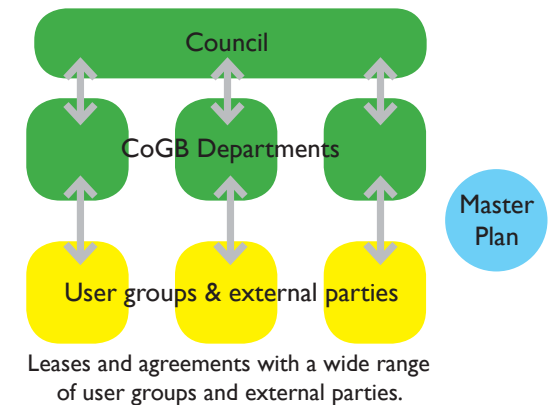 Council
CoGB Departments
Master
Plan
User groups & external parties
Leases and agreements with a wide range
of user groups and external parties.